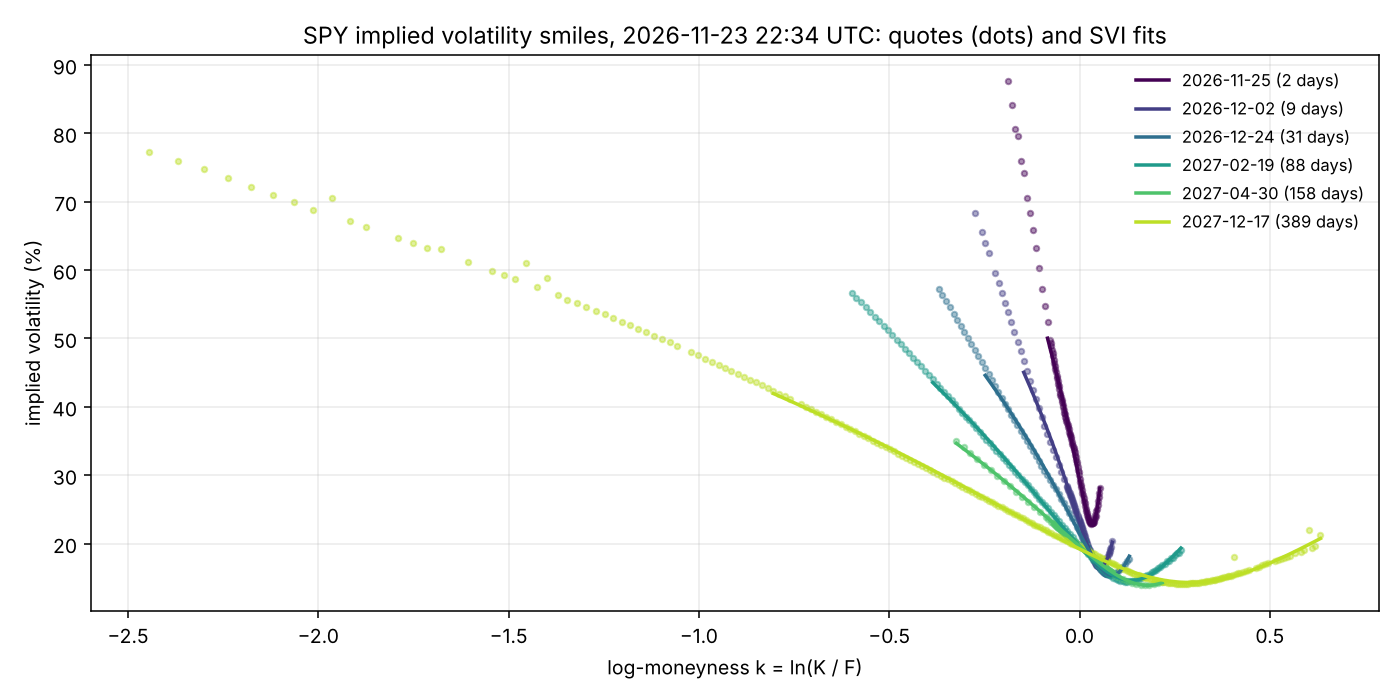 SPY implied volatility smiles, 2026-11-23 22:34 UTC: quotes (dots) and SVI fits
90
80
70
60
50
40
30
20
implied volatility (%)
2026-11-25 (2 days)
2026-12-02 (9 days)
2026-12-24 (31 days)
2027-02-19 (88 days)
2027-04-30 (158 days)
2027-12-17 (389 days)
−2.5
−2.0
−1.5
−1.0
−0.5
0.0
0.5
log-moneyness k = ln(K / F)